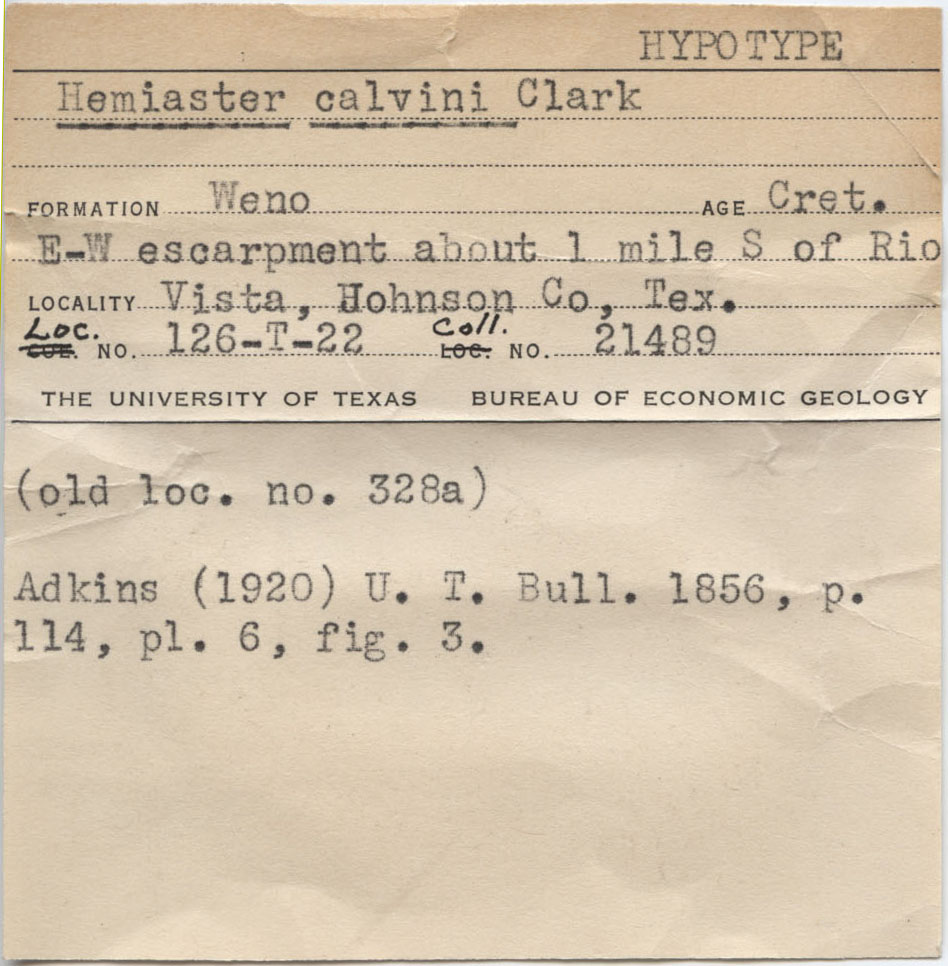 HYPOTYPE
Hemiaster calvini Clark
FORMATION Weno AGE Cret.
E-W escarpment about 1 mile S of Rio
LOCALITY Vista, Hohnson Co, Tex.
Loc. Coll.
COL. NO. 126-T-22 LOC. NO. 21489
THE UNIVERSITY OF TEXAS BUREAU OF ECONOMIC GEOLOGY
(old loc. no. 328a)
Adkins (1920) U. T. Bull. 1856, p.
114, pl. 6, fig. 3.